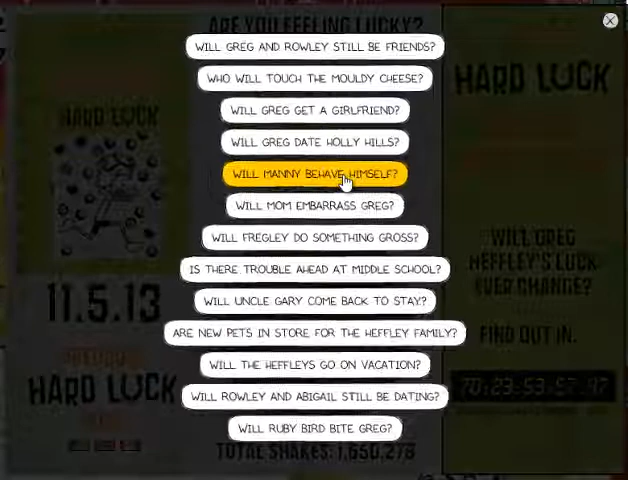 ARE YOU FEELING LUCKY?
WILL GREG AND ROWLEY STILL BE FRIENDS?
WHO WILL TOUCH THE MOULDY CHEESE?
WILL GREG GET A GIRLFRIEND?
WILL GREG DATE HOLLY HILLS?
WILL MANNY BEHAVE HIMSELF?
WILL MOM EMBARRASS GREG?
WILL FREGLEY DO SOMETHING GROSS?
IS THERE TROUBLE AHEAD AT MIDDLE SCHOOL?
WILL UNCLE GARY COME BACK TO STAY?
ARE NEW PETS IN STORE FOR THE HEFFLEY FAMILY?
WILL THE HEFFLEYS GO ON VACATION?
WILL ROWLEY AND ABIGAIL STILL BE DATING?
WILL RUBY BIRD BITE GREG?
TOTAL SHAKES: 1,650,278
HARD LUCK
11.5.13
HARD LUCK
HARD LUCK
WILL GREG
HEFFLEY'S LUCK
EVER CHANGE?
FIND OUT IN:
70:23:53:57:97